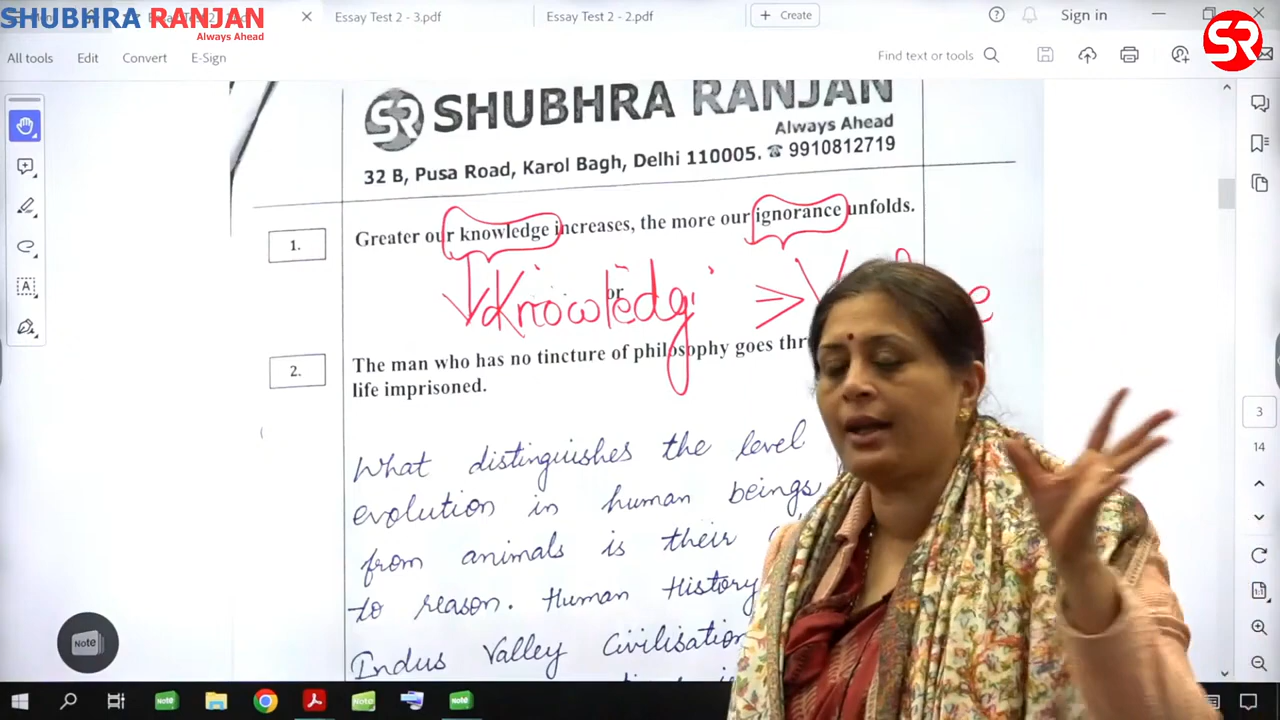 SHUBHRA RANJAN
Always Ahead
Essay Test 2 - 3.pdf
Essay Test 2 - 2.pdf
+ Create
Sign in
SR
All tools
Edit
Convert
E-Sign
Find text or tools
SR SHUBHRA RANJAN
Always Ahead
32 B, Pusa Road, Karol Bagh, Delhi 110005. ☎ 9910812719
1. Greater our knowledge increases, the more our ignorance unfolds.
Knowledge =>
or
2. The man who has no tincture of philosophy goes
life imprisoned.
What distinguishes the level
evolution in human beings
from animals is their
to reason. Human History
Indus Valley Civilisation
3
14
Note